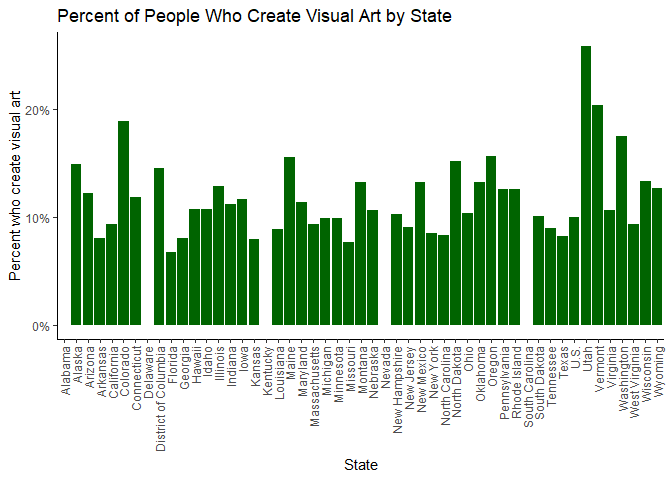 Percent of People Who Create Visual Art by State
Percent who create visual art
20%
10%
0%
Alabama
Alaska
Arizona
Arkansas
California
Colorado
Connecticut
Delaware
District of Columbia
Florida
Georgia
Hawaii
Idaho
Illinois
Indiana
Iowa
Kansas
Kentucky
Louisiana
Maine
Maryland
Massachusetts
Michigan
Minnesota
Missouri
Montana
Nebraska
Nevada
New Hampshire
New Jersey
New Mexico
New York
North Carolina
North Dakota
Ohio
Oklahoma
Oregon
Pennsylvania
Rhode Island
South Carolina
South Dakota
Tennessee
Texas
U.S.
Utah
Vermont
Virginia
Washington
West Virginia
Wisconsin
Wyoming
State